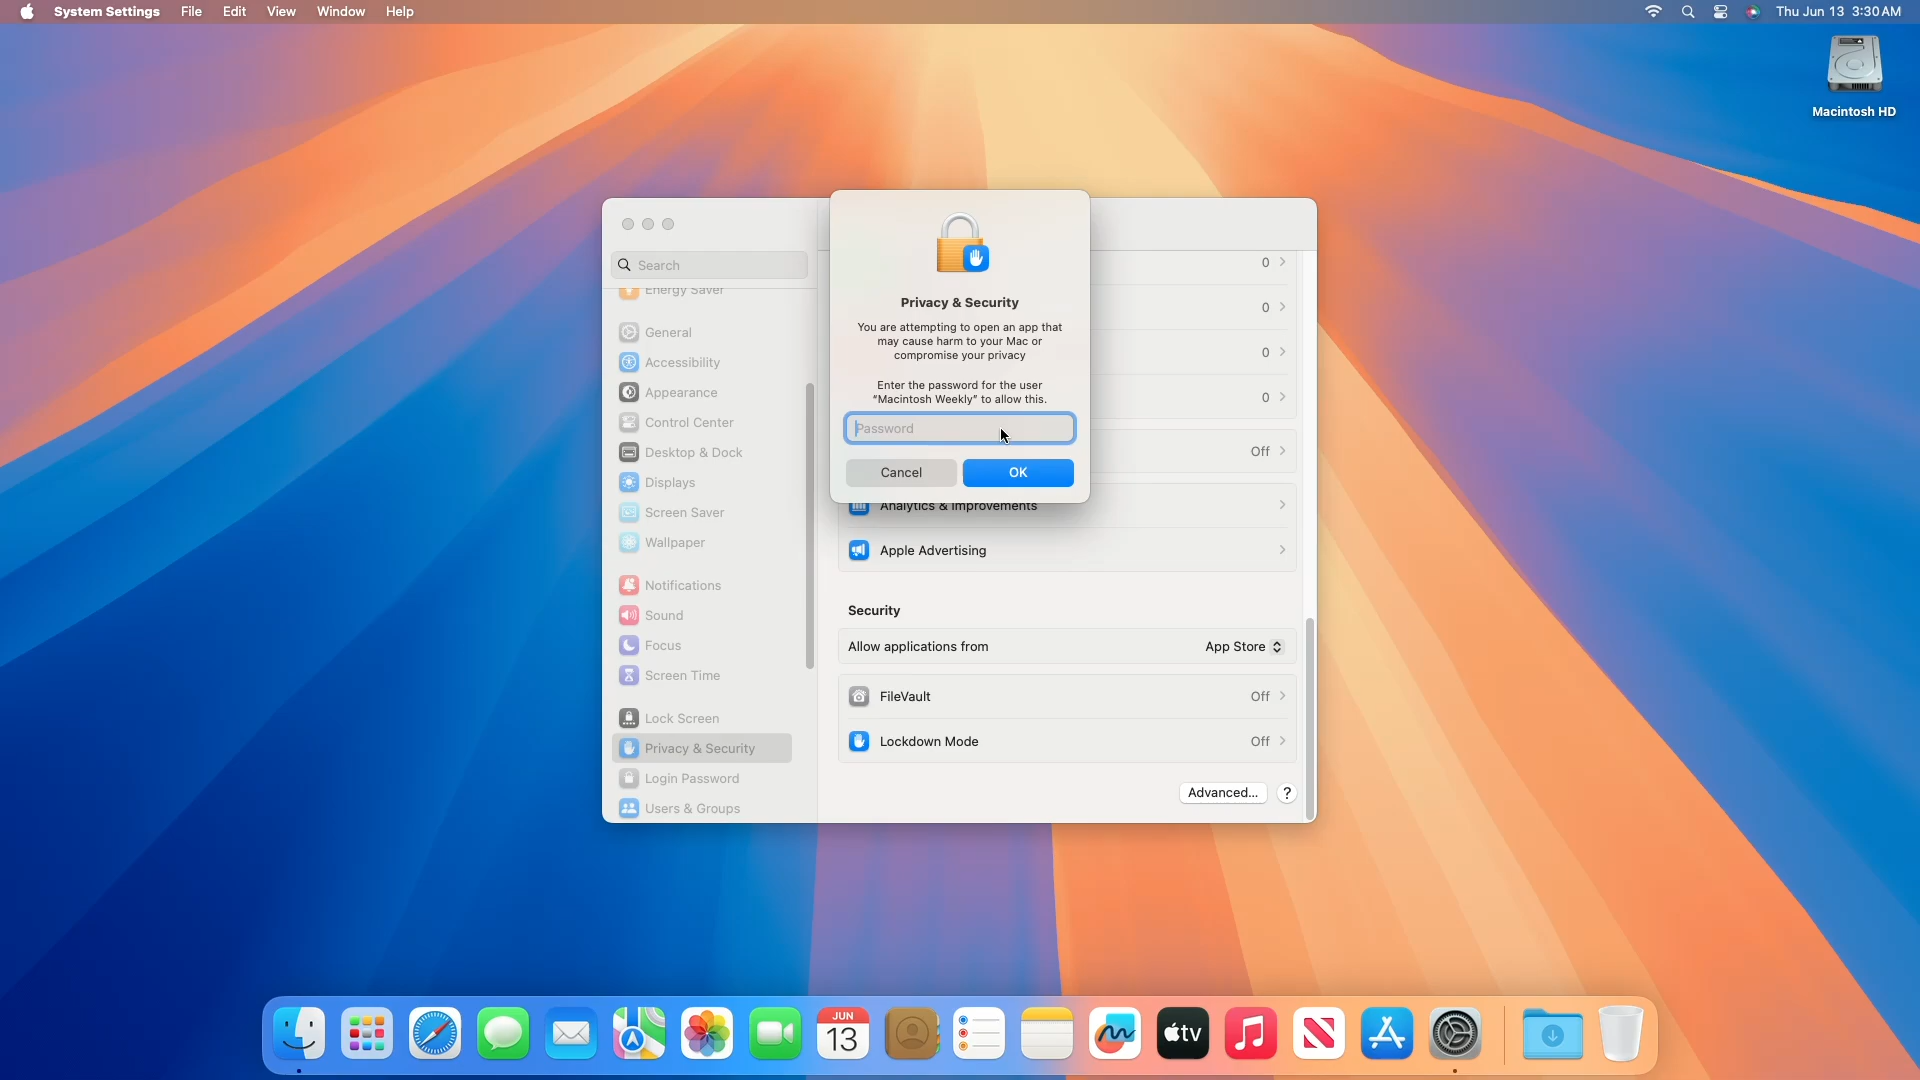 System Settings File Edit View Window Help
Thu Jun 13 3:30 AM
Macintosh HD
Search
Energy Saver
General
Accessibility
Appearance
Control Center
Desktop & Dock
Displays
Screen Saver
Wallpaper
Notifications
Sound
Focus
Screen Time
Lock Screen
Privacy & Security
Login Password
Users & Groups
Privacy & Security
You are attempting to open an app that
may cause harm to your Mac or
compromise your privacy
Enter the password for the user
“Macintosh Weekly” to allow this.
Password
Cancel OK
0
0
0
0
Off
Analytics & Improvements
Apple Advertising
Security
Allow applications from App Store
FileVault Off
Lockdown Mode Off
Advanced... ?
JUN
13
tv